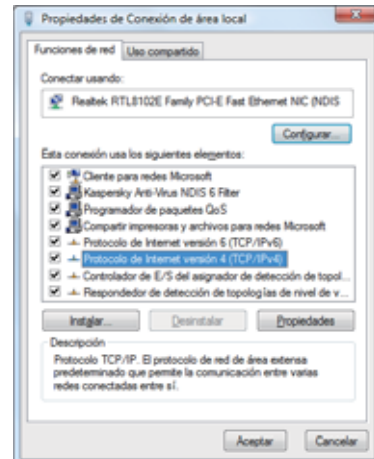 Propiedades de Conexión de área local
Funciones de red
Uso compartido
Conectar usando:
Realtek RTL8102E Family PCI-E Fast Ethernet NIC (NDIS
Configurar...
Esta conexión usa los siguientes elementos:
Cliente para redes Microsoft
Kaspersky Anti-Virus NDIS 6 Filter
Programador de paquetes QoS
Compartir impresoras y archivos para redes Microsoft
Protocolo de Internet versión 6 (TCP/IPv6)
Protocolo de Internet versión 4 (TCP/IPv4)
Controlador de E/S del asignador de detección de topol...
Respondedor de detección de topologías de nivel de v...
Instalar...
Desinstalar
Propiedades
Descripción
Protocolo TCP/IP. El protocolo de red de área extensa
predeterminado que permite la comunicación entre varias
redes conectadas entre sí.
Aceptar
Cancelar